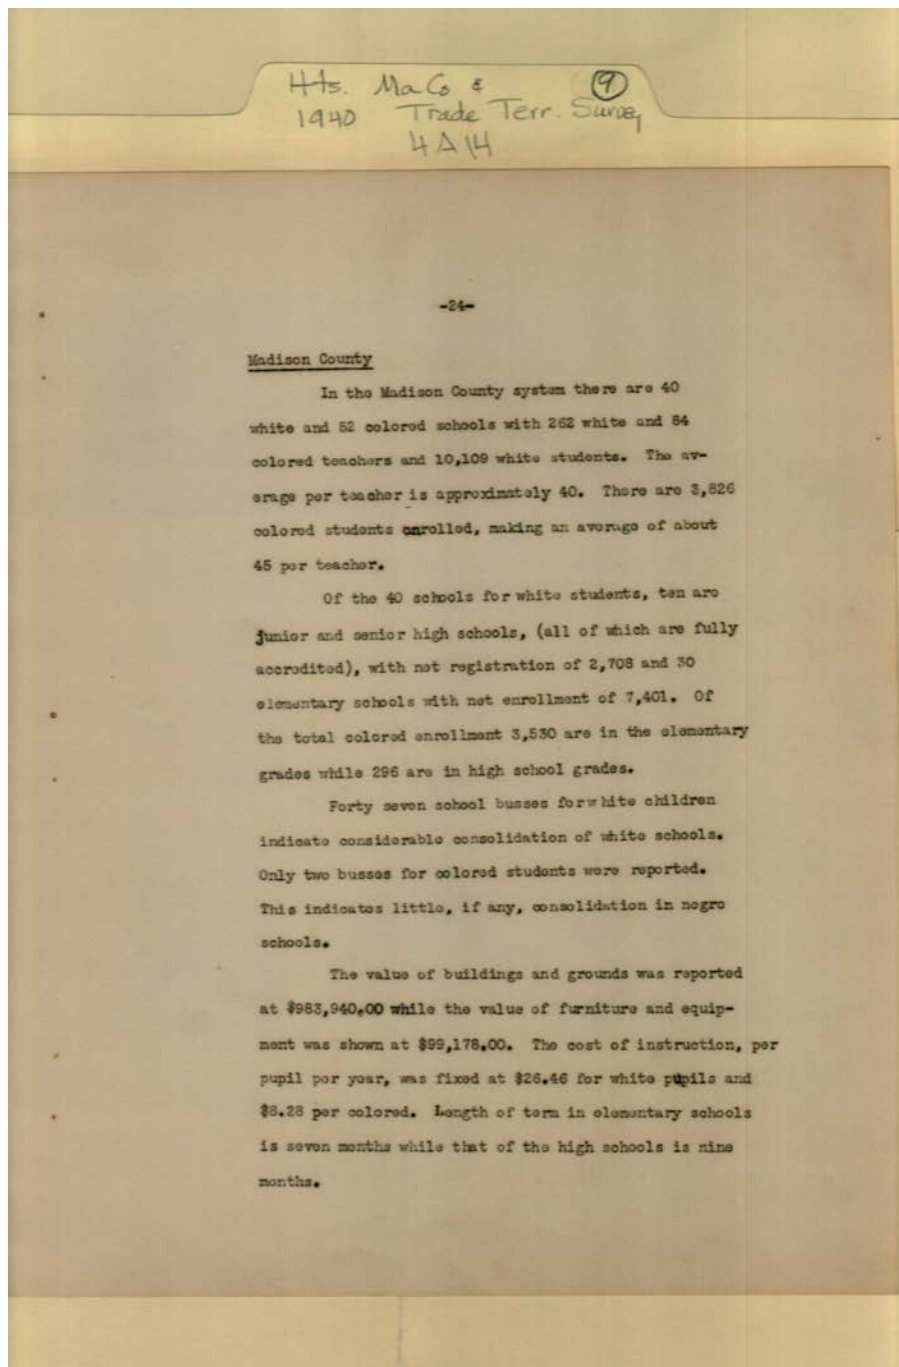 Hts. Ma Co & 9
1940 Trade Terr. Survey
4A14
-24-
Madison County
In the Madison County system there are 40
white and 52 colored schools with 262 white and 84
colored teachers and 10,109 white students. The av-
erage per teacher is approximately 40. There are 3,826
colored students enrolled, making an average of about
45 per teacher.
Of the 40 schools for white students, ten are
junior and senior high schools, (all of which are fully
accredited), with net registration of 2,708 and 30
elementary schools with net enrollment of 7,401. Of
the total colored enrollment 3,530 are in the elementary
grades while 296 are in high school grades.
Forty seven school busses for white children
indicate considerable consolidation of white schools.
Only two busses for colored students were reported.
This indicates little, if any, consolidation in negro
schools.
The value of buildings and grounds was reported
at $983,940.00 while the value of furniture and equip-
ment was shown at $99,178.00. The cost of instruction, per
pupil per year, was fixed at $26.46 for white pupils and
$8.28 per colored. Length of term in elementary schools
is seven months while that of the high schools is nine
months.